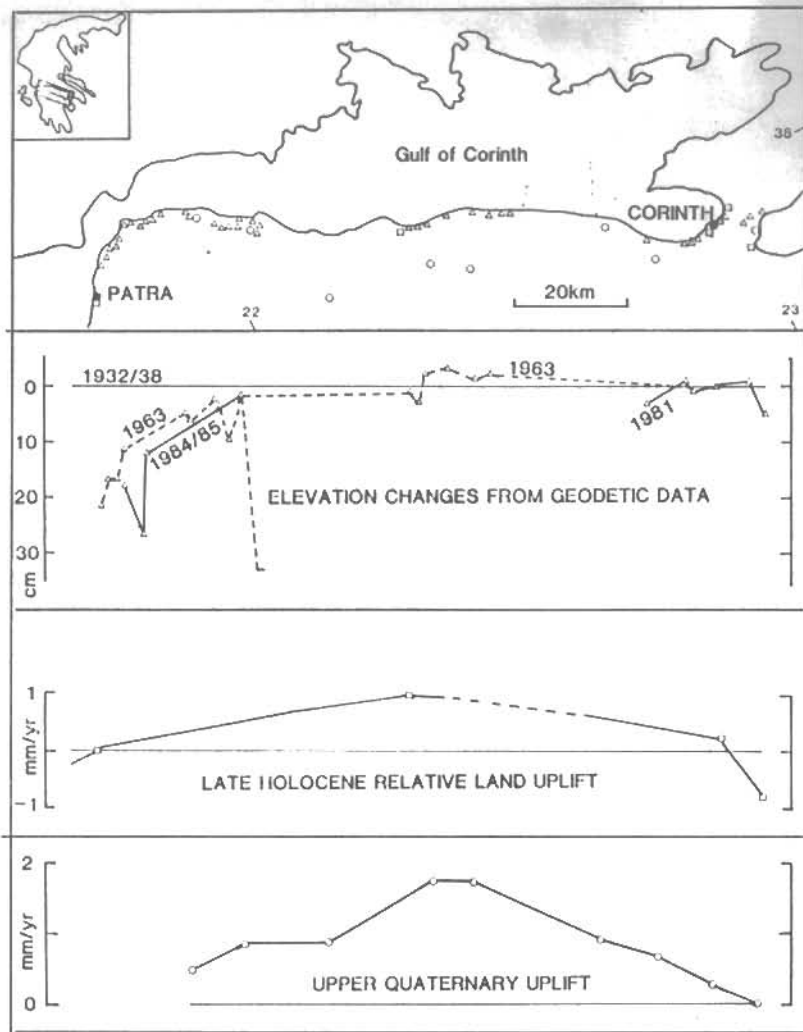 Gulf of Corinth
38
CORINTH
PATRA
20km
22
23
0
10
20
30
cm
1932/38
1963
1984/85
1963
1981
ELEVATION CHANGES FROM GEODETIC DATA
1
-1
mm/yr
LATE HOLOCENE RELATIVE LAND UPLIFT
2
0
mm/yr
UPPER QUATERNARY UPLIFT